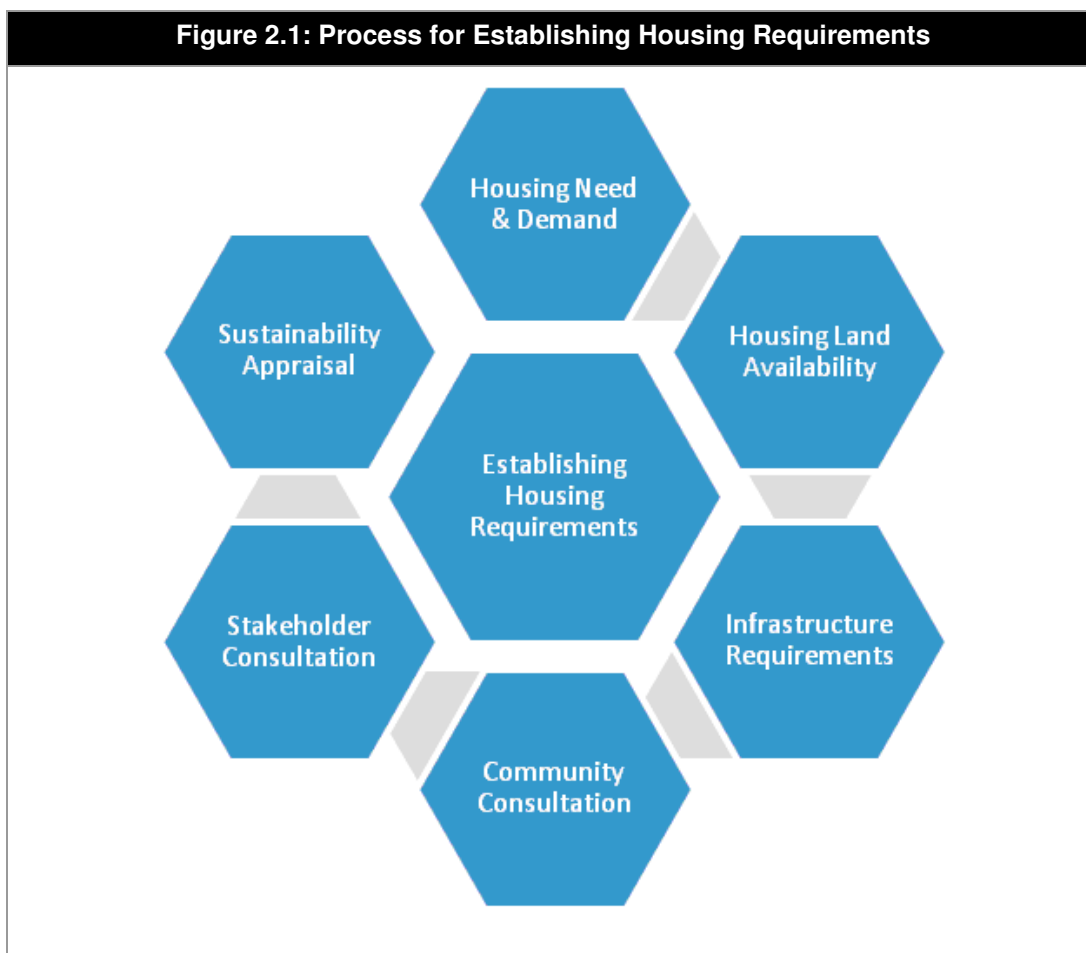 Figure 2.1: Process for Establishing Housing Requirements
Housing Need
& Demand
Sustainability
Appraisal
Housing Land
Availability
Establishing
Housing
Requirements
Stakeholder
Consultation
Infrastructure
Requirements
Community
Consultation